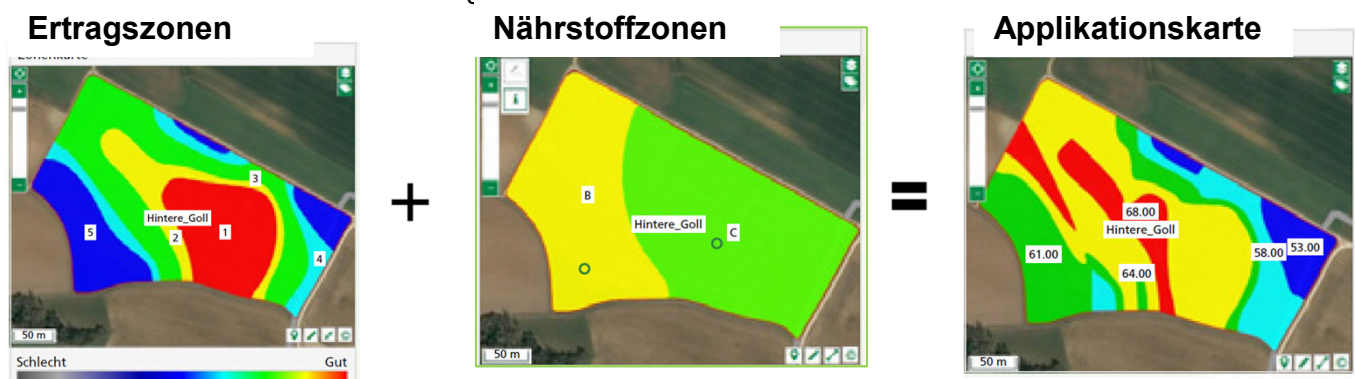 Ertragszonen
Nährstoffzonen
Applikationskarte
+
=
3
Hintere_Goll
5
2
1
4
50 m
Schlecht
Gut
B
Hintere_Goll
C
50 m
68.00
Hintere_Goll
61.00
64.00
58.00
53.00
50 m